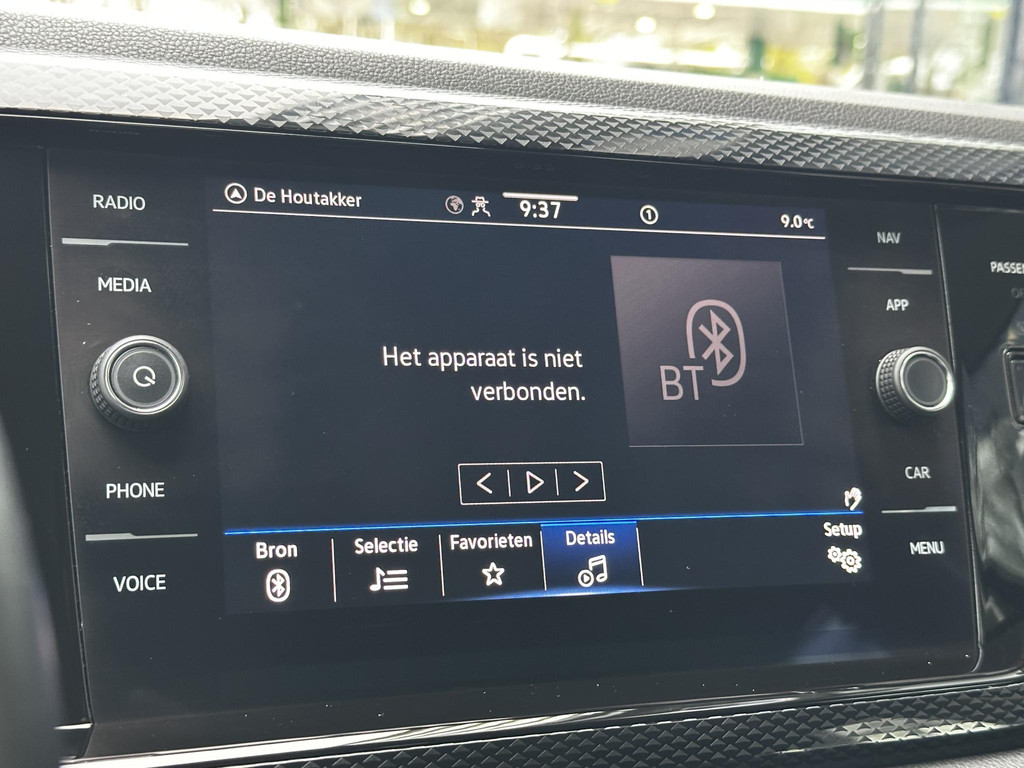 RADIO
MEDIA
PHONE
VOICE
De Houtakker
9:37
1
9.0°C
Het apparaat is niet
verbonden.
BT
Bron
Selectie
Favorieten
Details
Setup
NAV
APP
CAR
MENU